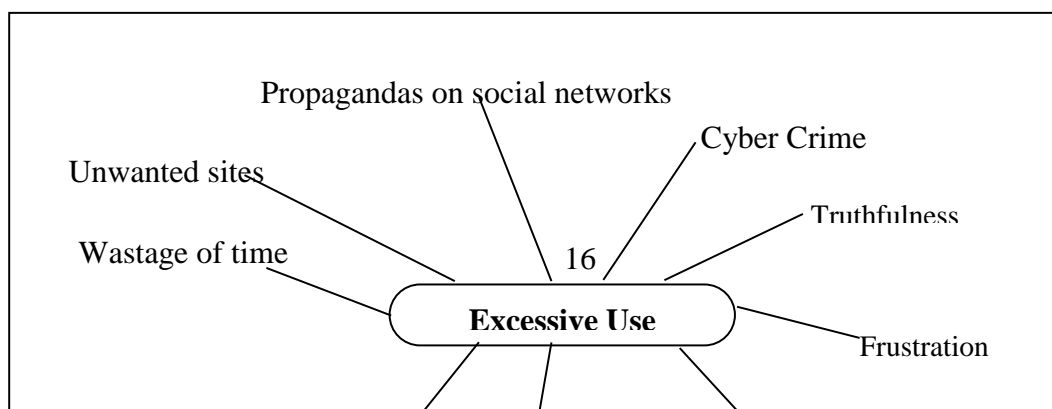 Propagandas on social networks
Cyber Crime
Unwanted sites
Truthfulness
Wastage of time
16
Excessive Use
Frustration